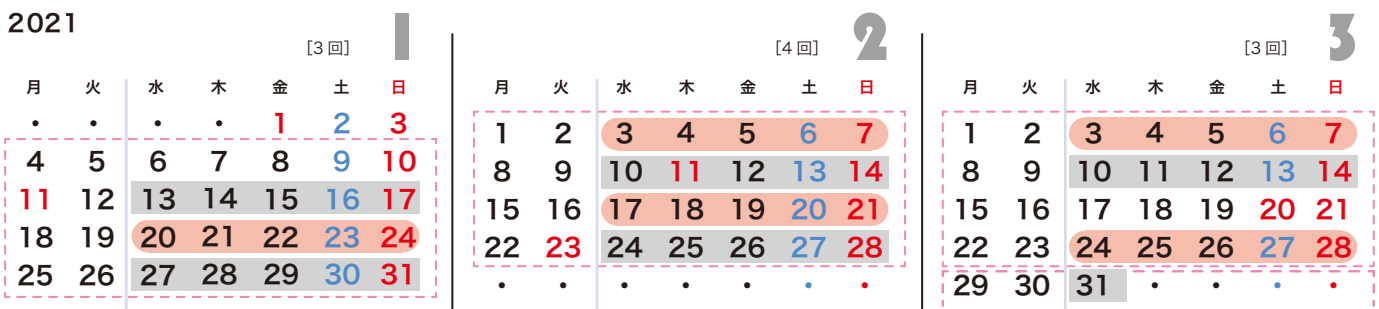 2021
[3 回] 1
月 火 水 木 金 土 日
・ ・ ・ ・ 1 2 3
4 5 6 7 8 9 10
11 12 13 14 15 16 17
18 19 20 21 22 23 24
25 26 27 28 29 30 31
[4 回] 2
月 火 水 木 金 土 日
1 2 3 4 5 6 7
8 9 10 11 12 13 14
15 16 17 18 19 20 21
22 23 24 25 26 27 28
・ ・ ・ ・ ・ ・ ・
[3 回] 3
月 火 水 木 金 土 日
1 2 3 4 5 6 7
8 9 10 11 12 13 14
15 16 17 18 19 20 21
22 23 24 25 26 27 28
29 30 31 ・ ・ ・ ・